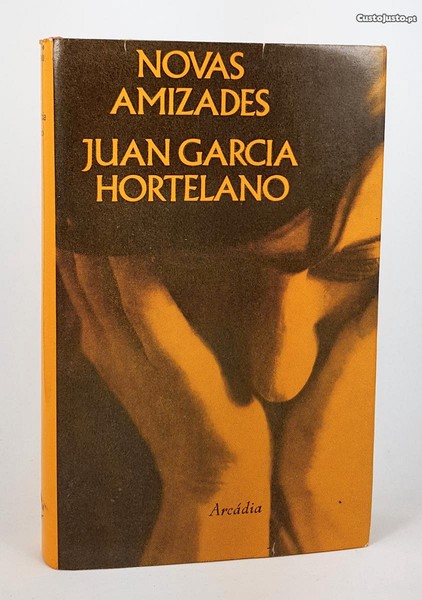 CustoJusto.pt
NOVAS
AMIZADES
JUAN GARCIA
HORTELANO
Arcádia